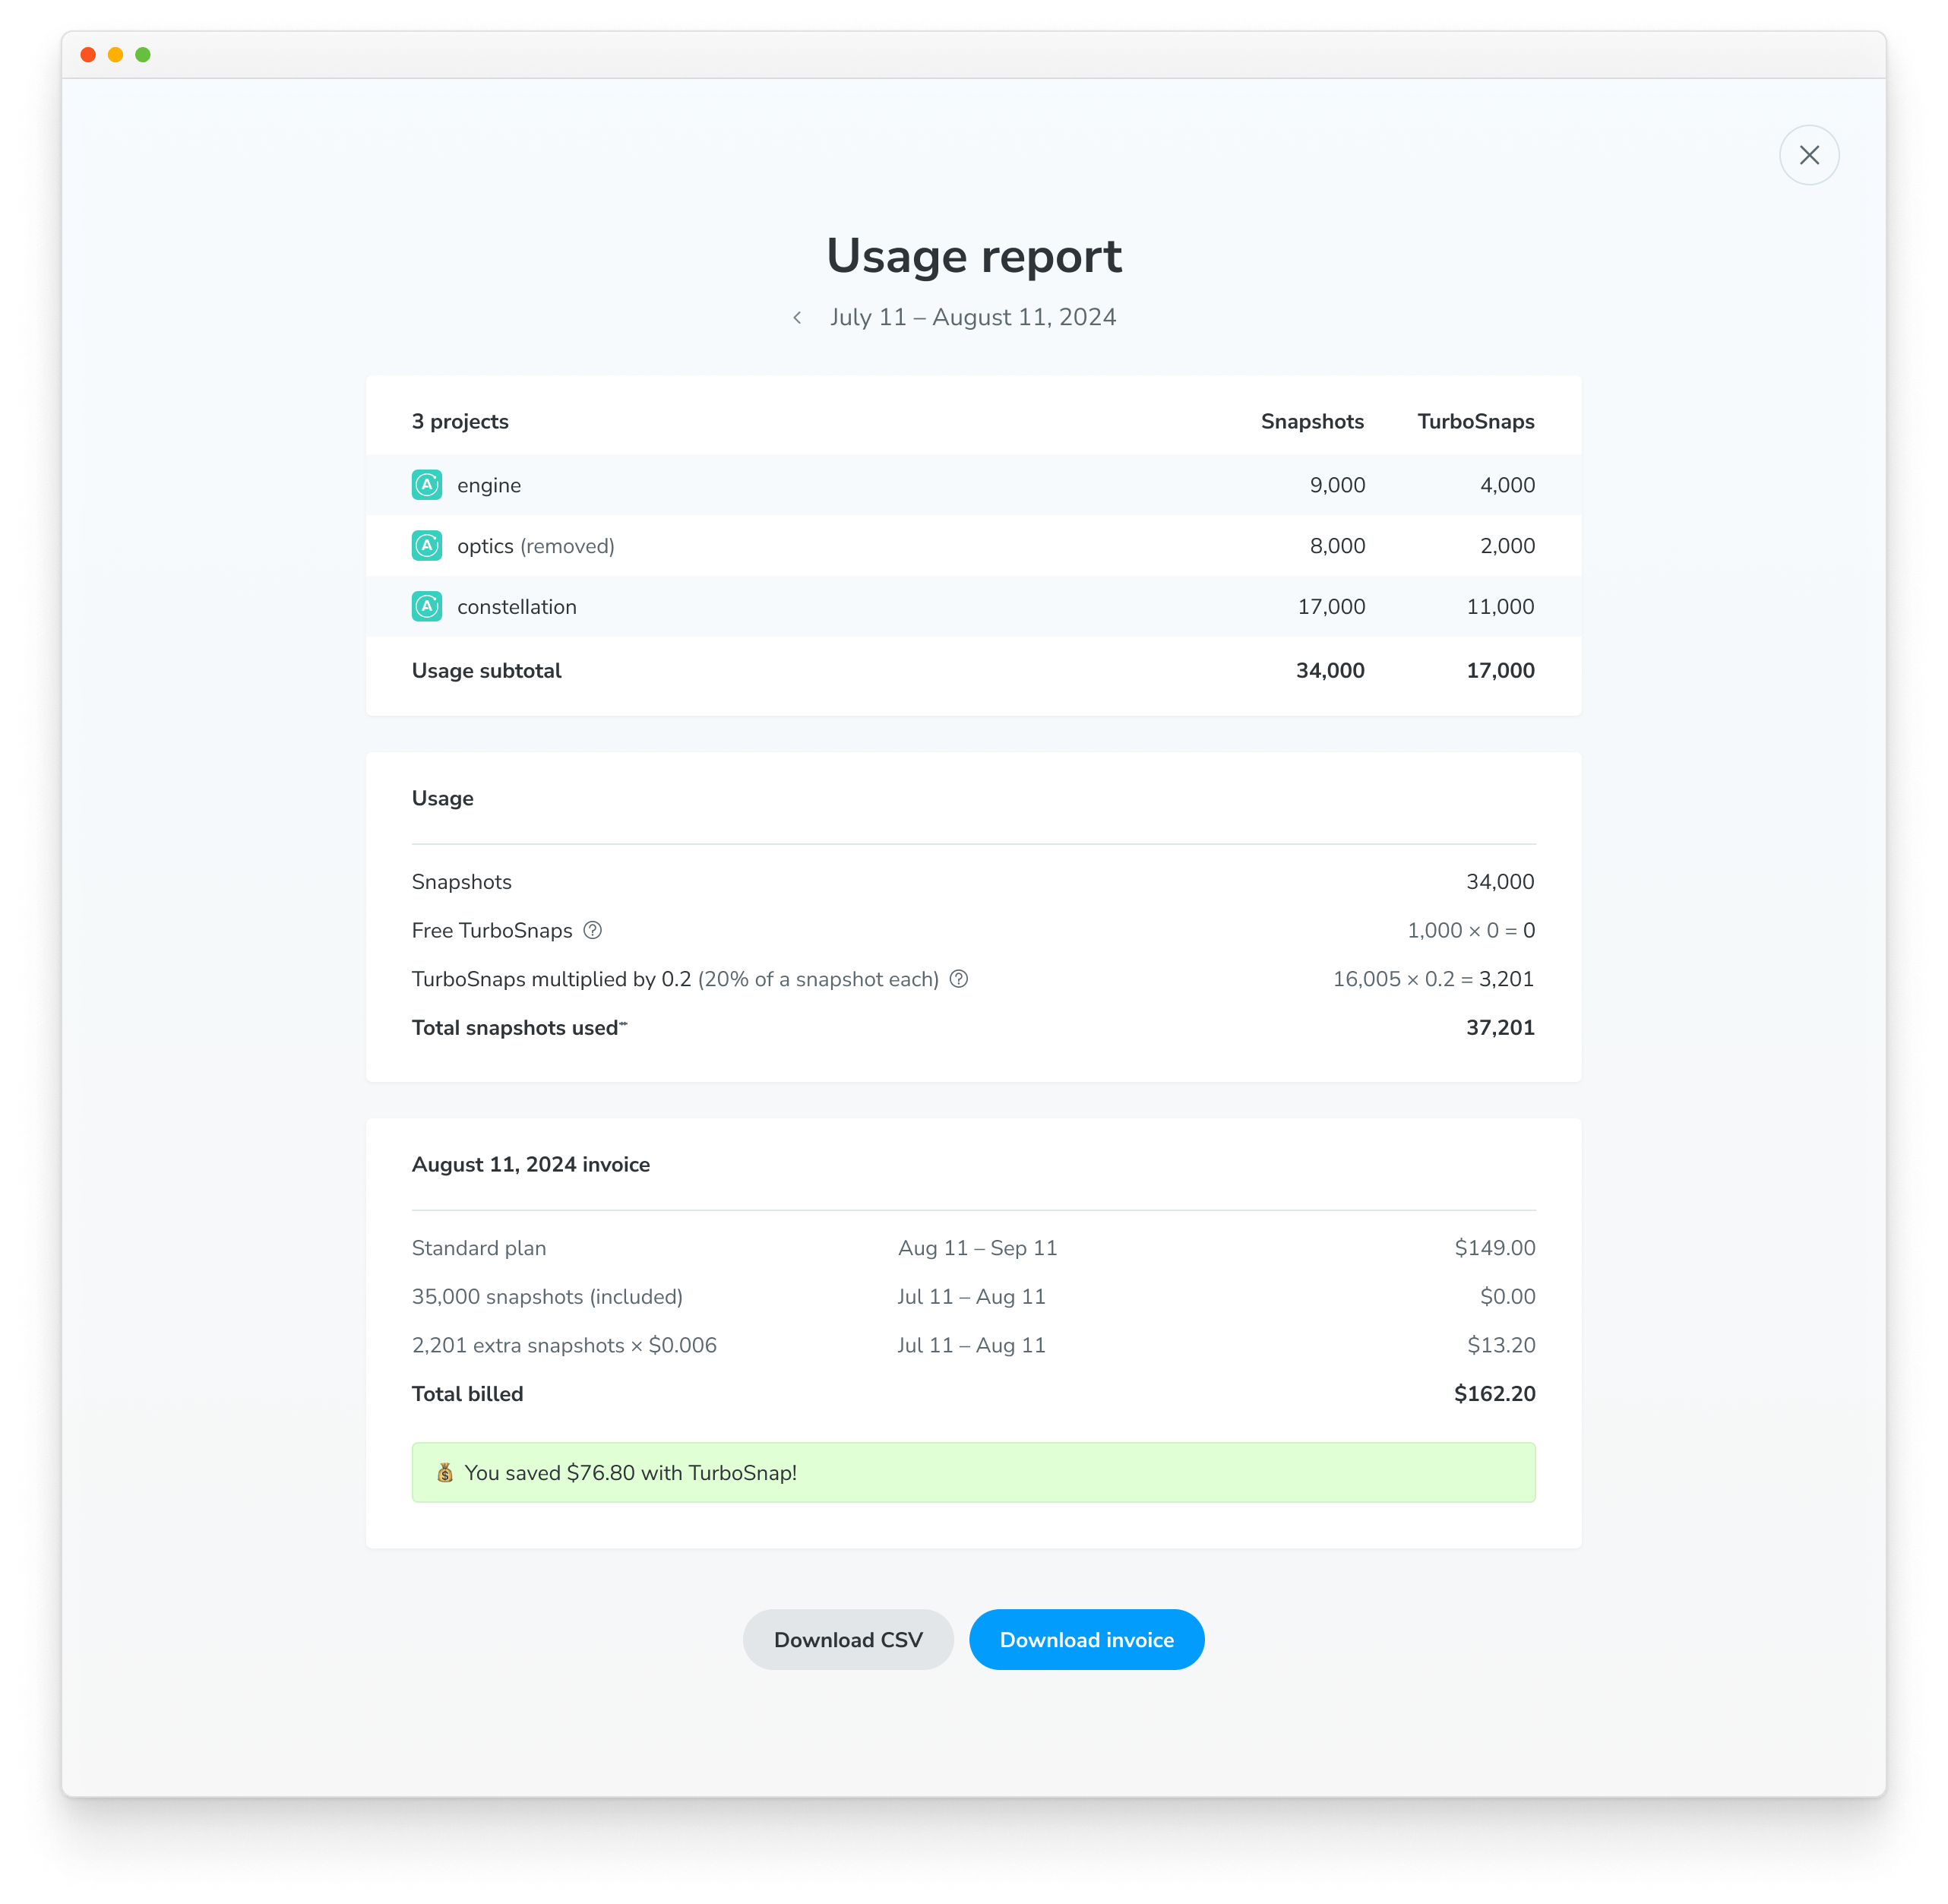 Usage report
July 11 – August 11, 2024
3 projects Snapshots TurboSnaps
A engine 9,000 4,000
A optics (removed) 8,000 2,000
A constellation 17,000 11,000
Usage subtotal 34,000 17,000
Usage
Snapshots 34,000
Free TurboSnaps ? 1,000 × 0 = 0
TurboSnaps multiplied by 0.2 (20% of a snapshot each) ? 16,005 × 0.2 = 3,201
Total snapshots used** 37,201
August 11, 2024 invoice
Standard plan Aug 11 – Sep 11 $149.00
35,000 snapshots (included) Jul 11 – Aug 11 $0.00
2,201 extra snapshots × $0.006 Jul 11 – Aug 11 $13.20
Total billed $162.20
💰 You saved $76.80 with TurboSnap!
Download CSV Download invoice